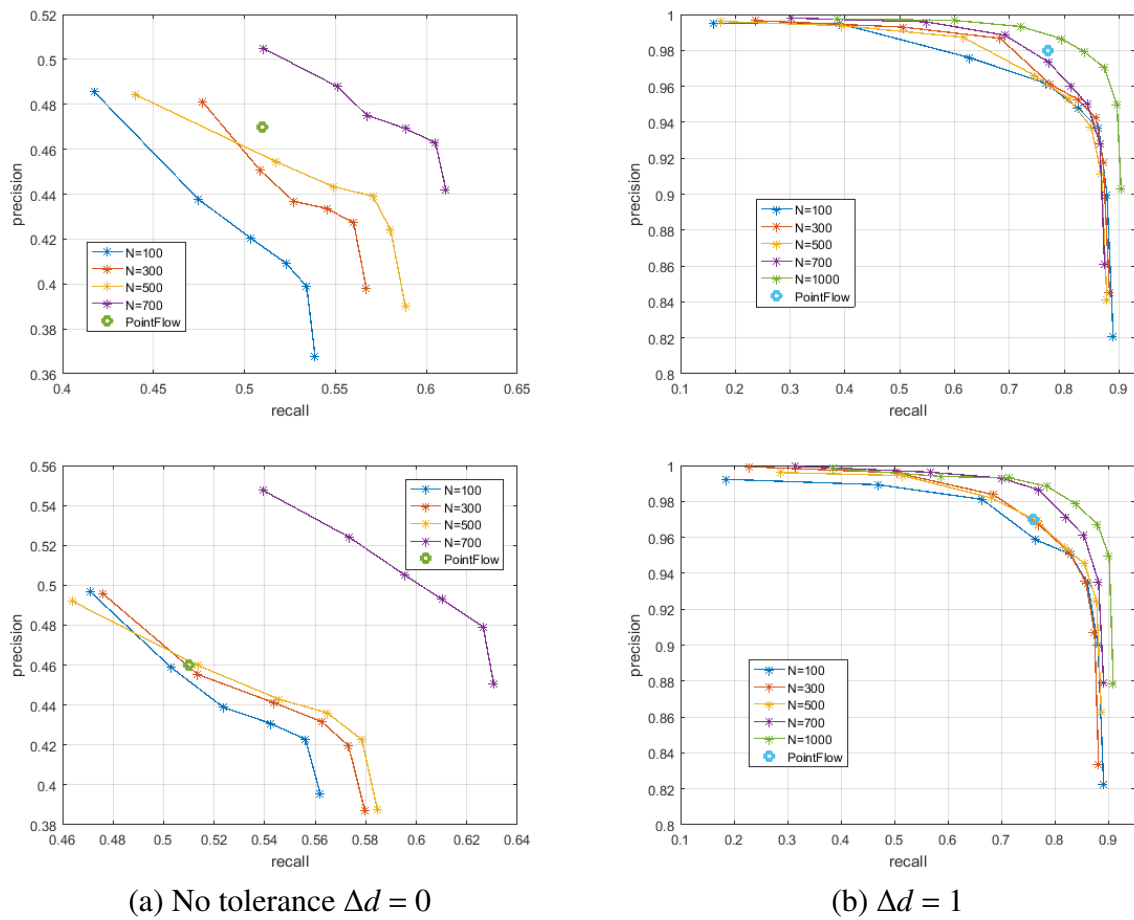 0.52
0.5
0.48
0.46
0.44
0.42
0.4
0.38
0.36
precision
0.4 0.45 0.5 0.55 0.6 0.65
recall
N=100
N=300
N=500
N=700
PointFlow
1
0.98
0.96
0.94
0.92
0.9
0.88
0.86
0.84
0.82
0.8
precision
0.1 0.2 0.3 0.4 0.5 0.6 0.7 0.8 0.9
recall
N=100
N=300
N=500
N=700
N=1000
PointFlow
0.56
0.54
0.52
0.5
0.48
0.46
0.44
0.42
0.4
0.38
precision
0.46 0.48 0.5 0.52 0.54 0.56 0.58 0.6 0.62 0.64
recall
N=100
N=300
N=500
N=700
PointFlow
1
0.98
0.96
0.94
0.92
0.9
0.88
0.86
0.84
0.82
0.8
precision
0.1 0.2 0.3 0.4 0.5 0.6 0.7 0.8 0.9
recall
N=100
N=300
N=500
N=700
N=1000
PointFlow
(a) No tolerance Δd = 0
(b) Δd = 1